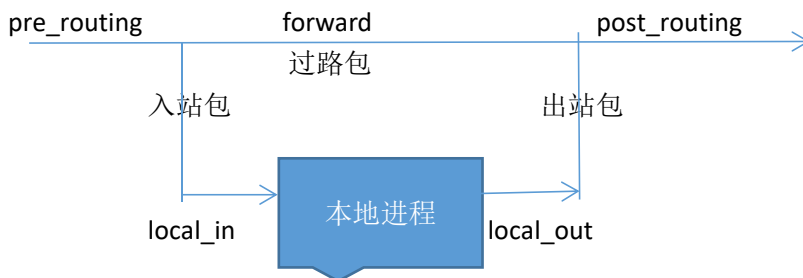 pre_routing
forward
post_routing
过路包
入站包
出站包
本地进程
local_in
local_out